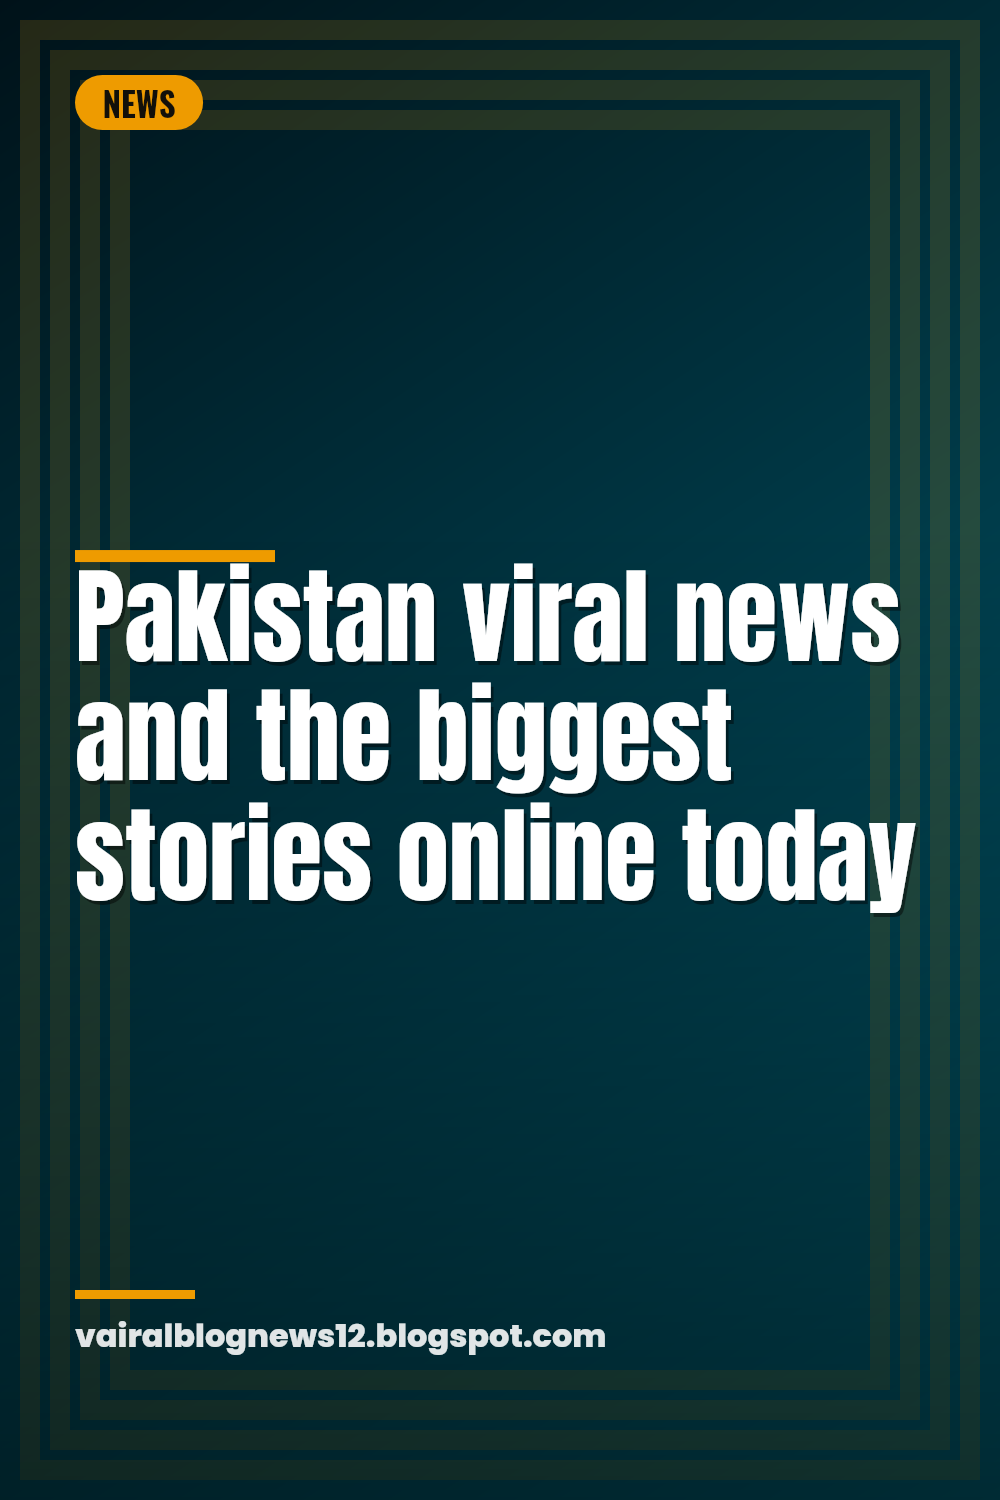 NEWS
Pakistan viral news
and the biggest
stories online today
vairalblognews12.blogspot.com